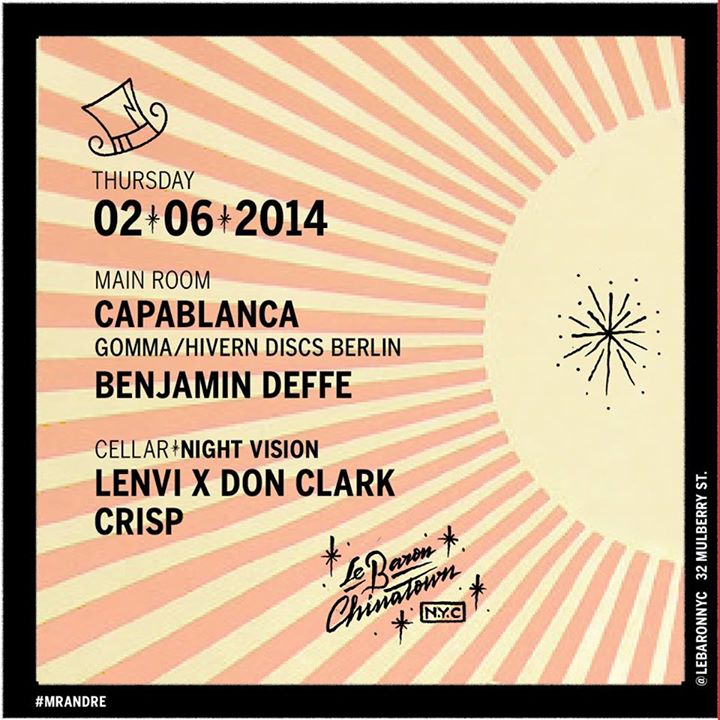 THURSDAY
02 06 2014
MAIN ROOM
CAPABLANCA
GOMMA/HIVERN DISCS BERLIN
BENJAMIN DEFFE
CELLAR NIGHT VISION
LENVI X DON CLARK
CRISP
Le Baron
Chinatown
N.Y.C
@LEBARONNYC 32 MULBERRY ST.
#MRANDRE